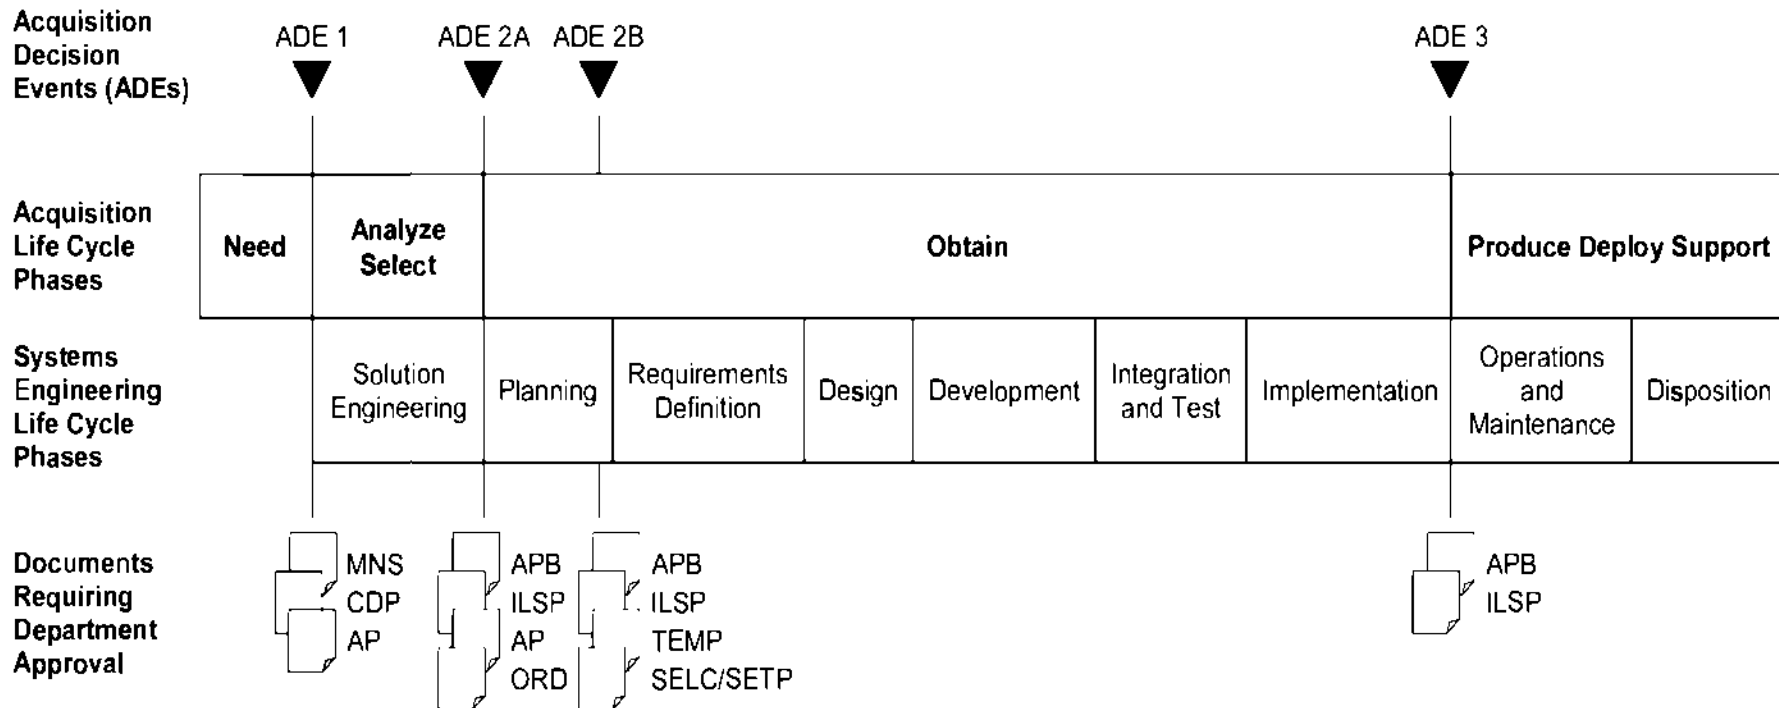 Acquisition
Decision
Events (ADEs)
ADE 1
ADE 2A
ADE 2B
ADE 3
Acquisition
Life Cycle
Phases
Need
Analyze
Select
Obtain
Produce Deploy Support
Systems
Engineering
Life Cycle
Phases
Solution
Engineering
Planning
Requirements
Definition
Design
Development
Integration
and Test
Implementation
Operations
and
Maintenance
Disposition
Documents
Requiring
Department
Approval
MNS
CDP
AP
APB
ILSP
AP
ORD
APB
ILSP
TEMP
SELC/SETP
APB
ILSP